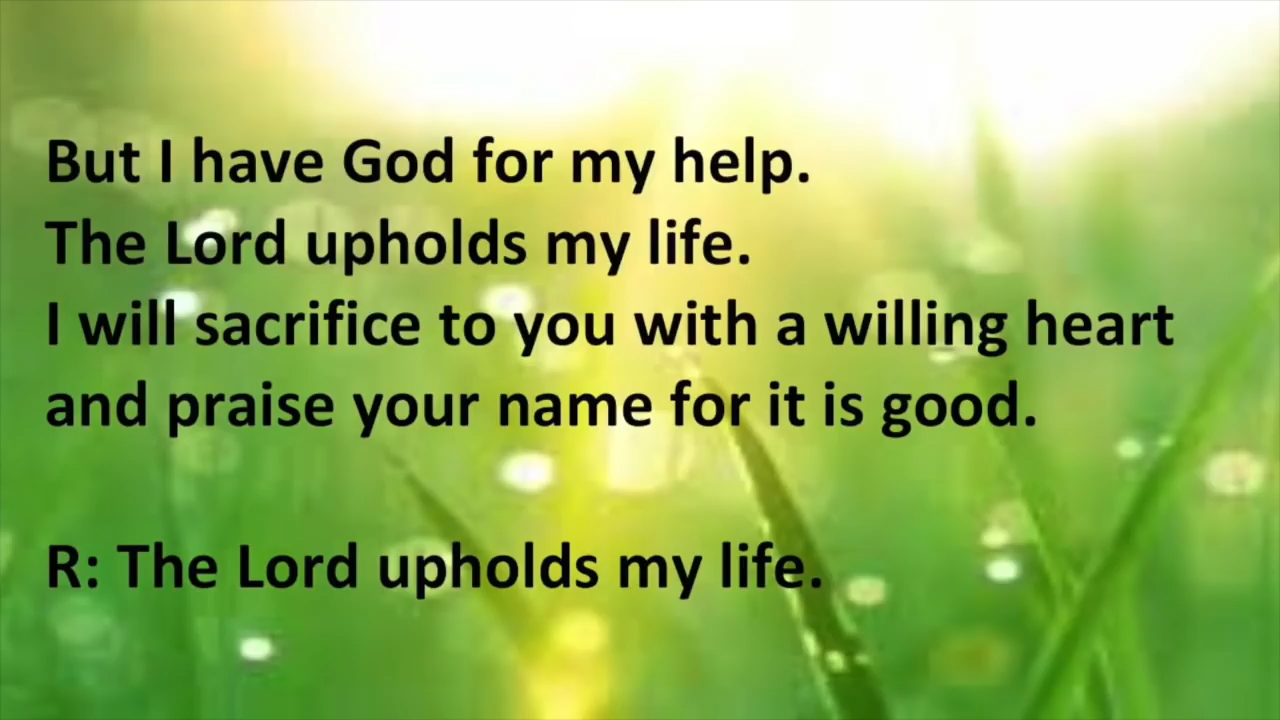 But I have God for my help.
The Lord upholds my life.
I will sacrifice to you with a willing heart
and praise your name for it is good.
R: The Lord upholds my life.